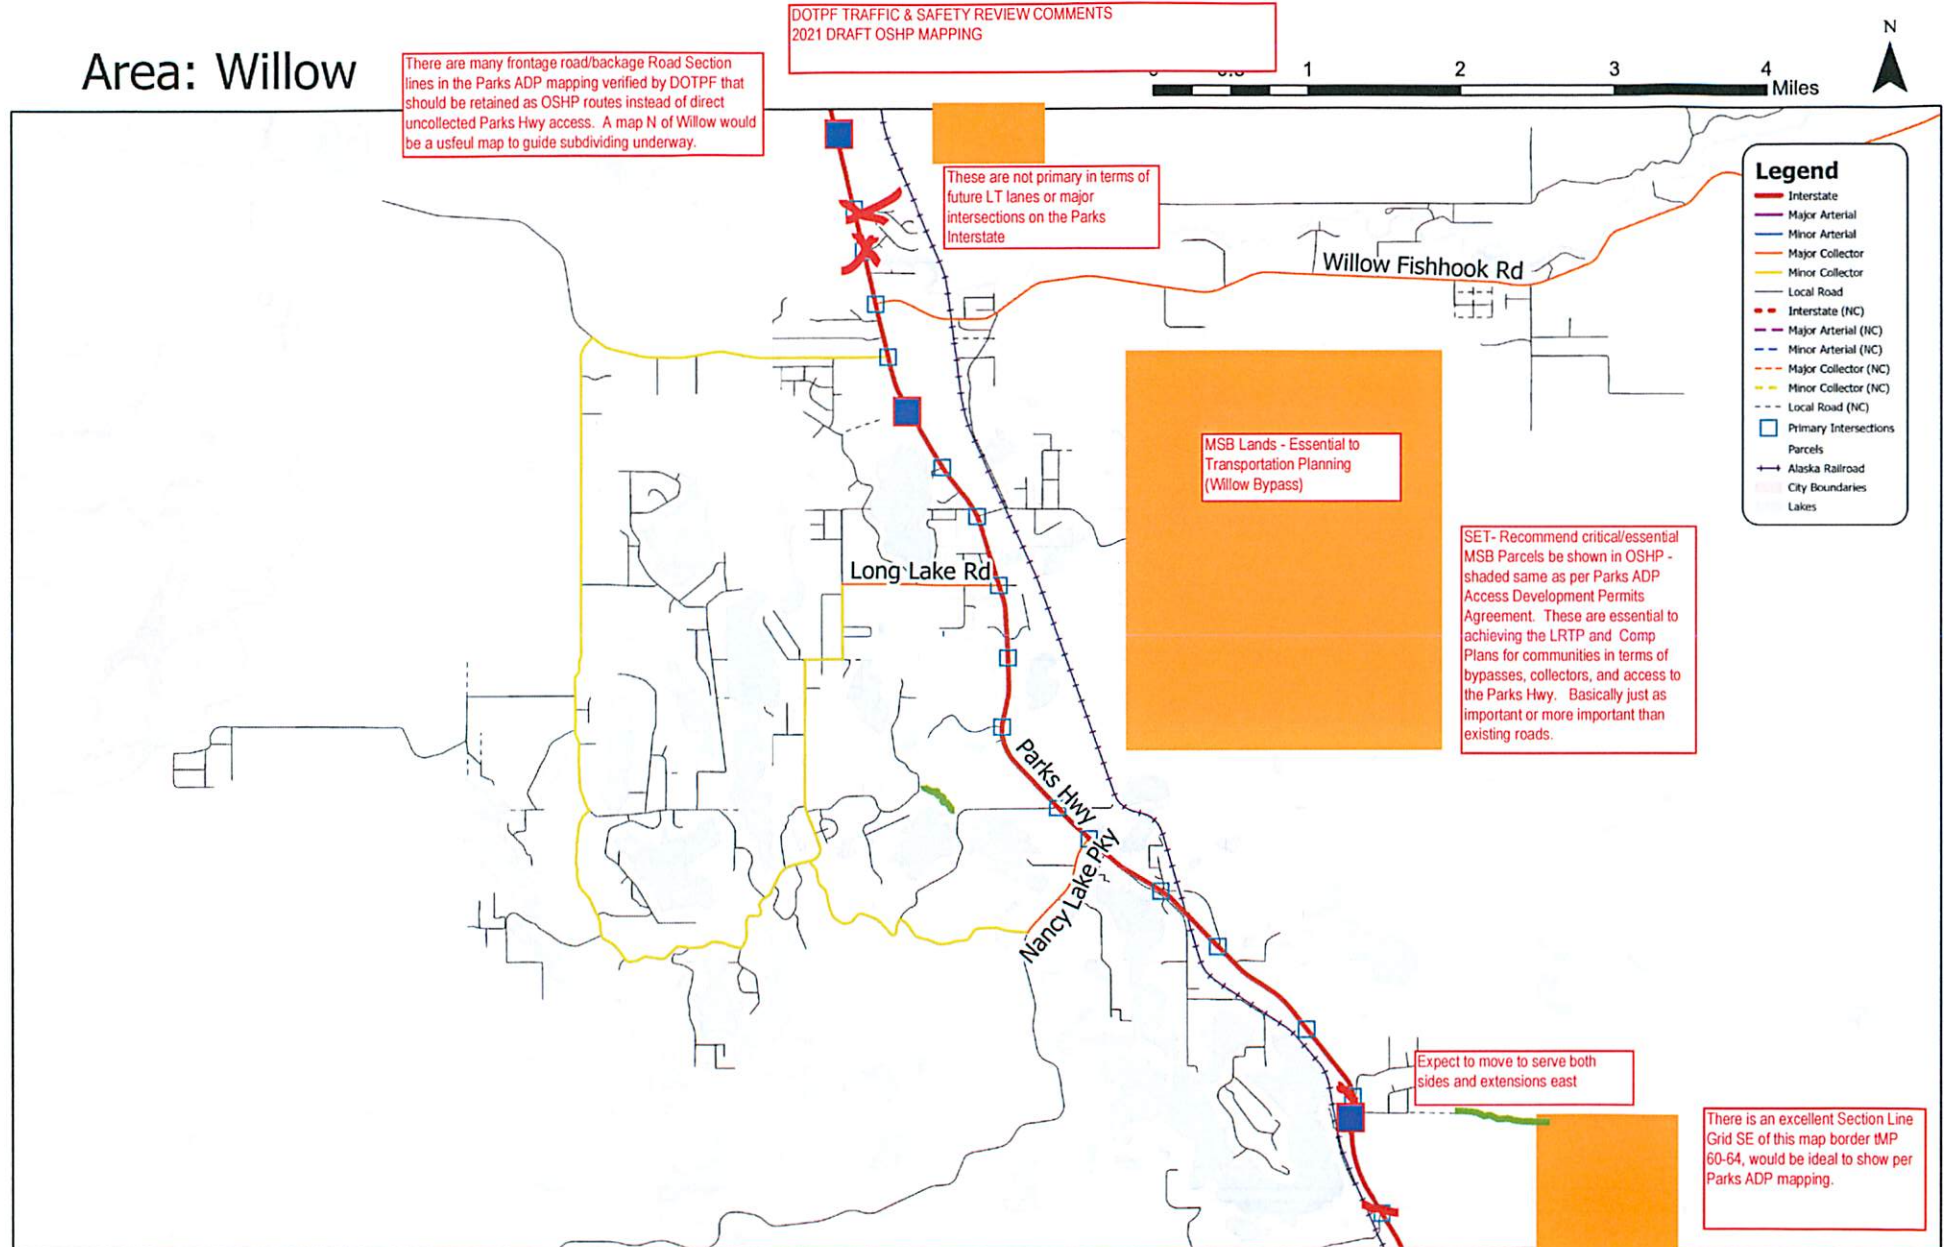 DOTPF TRAFFIC & SAFETY REVIEW COMMENTS
2021 DRAFT OSHP MAPPING
Area: Willow
There are many frontage road/backage Road Section
lines in the Parks ADP mapping verified by DOTPF that
should be retained as OSHP routes instead of direct
uncollected Parks Hwy access. A map N of Willow would
be a usfeul map to guide subdividing underway.
1
2
3
4
Miles
N
These are not primary in terms of
future LT lanes or major
intersections on the Parks
Interstate
Willow Fishhook Rd
Legend
Interstate
Major Arterial
Minor Arterial
Major Collector
Minor Collector
Local Road
Interstate (NC)
Major Arterial (NC)
Minor Arterial (NC)
Major Collector (NC)
Minor Collector (NC)
Local Road (NC)
Primary Intersections
Parcels
Alaska Railroad
City Boundaries
Lakes
MSB Lands - Essential to
Transportation Planning
(Willow Bypass)
SET- Recommend critical/essential
MSB Parcels be shown in OSHP -
shaded same as per Parks ADP
Access Development Permits
Agreement. These are essential to
achieving the LRTP and Comp
Plans for communities in terms of
bypasses, collectors, and access to
the Parks Hwy. Basically just as
important or more important than
existing roads.
Long Lake Rd
Parks Hwy
Nancy Lake Pky
Expect to move to serve both
sides and extensions east
There is an excellent Section Line
Grid SE of this map border tMP
60-64, would be ideal to show per
Parks ADP mapping.